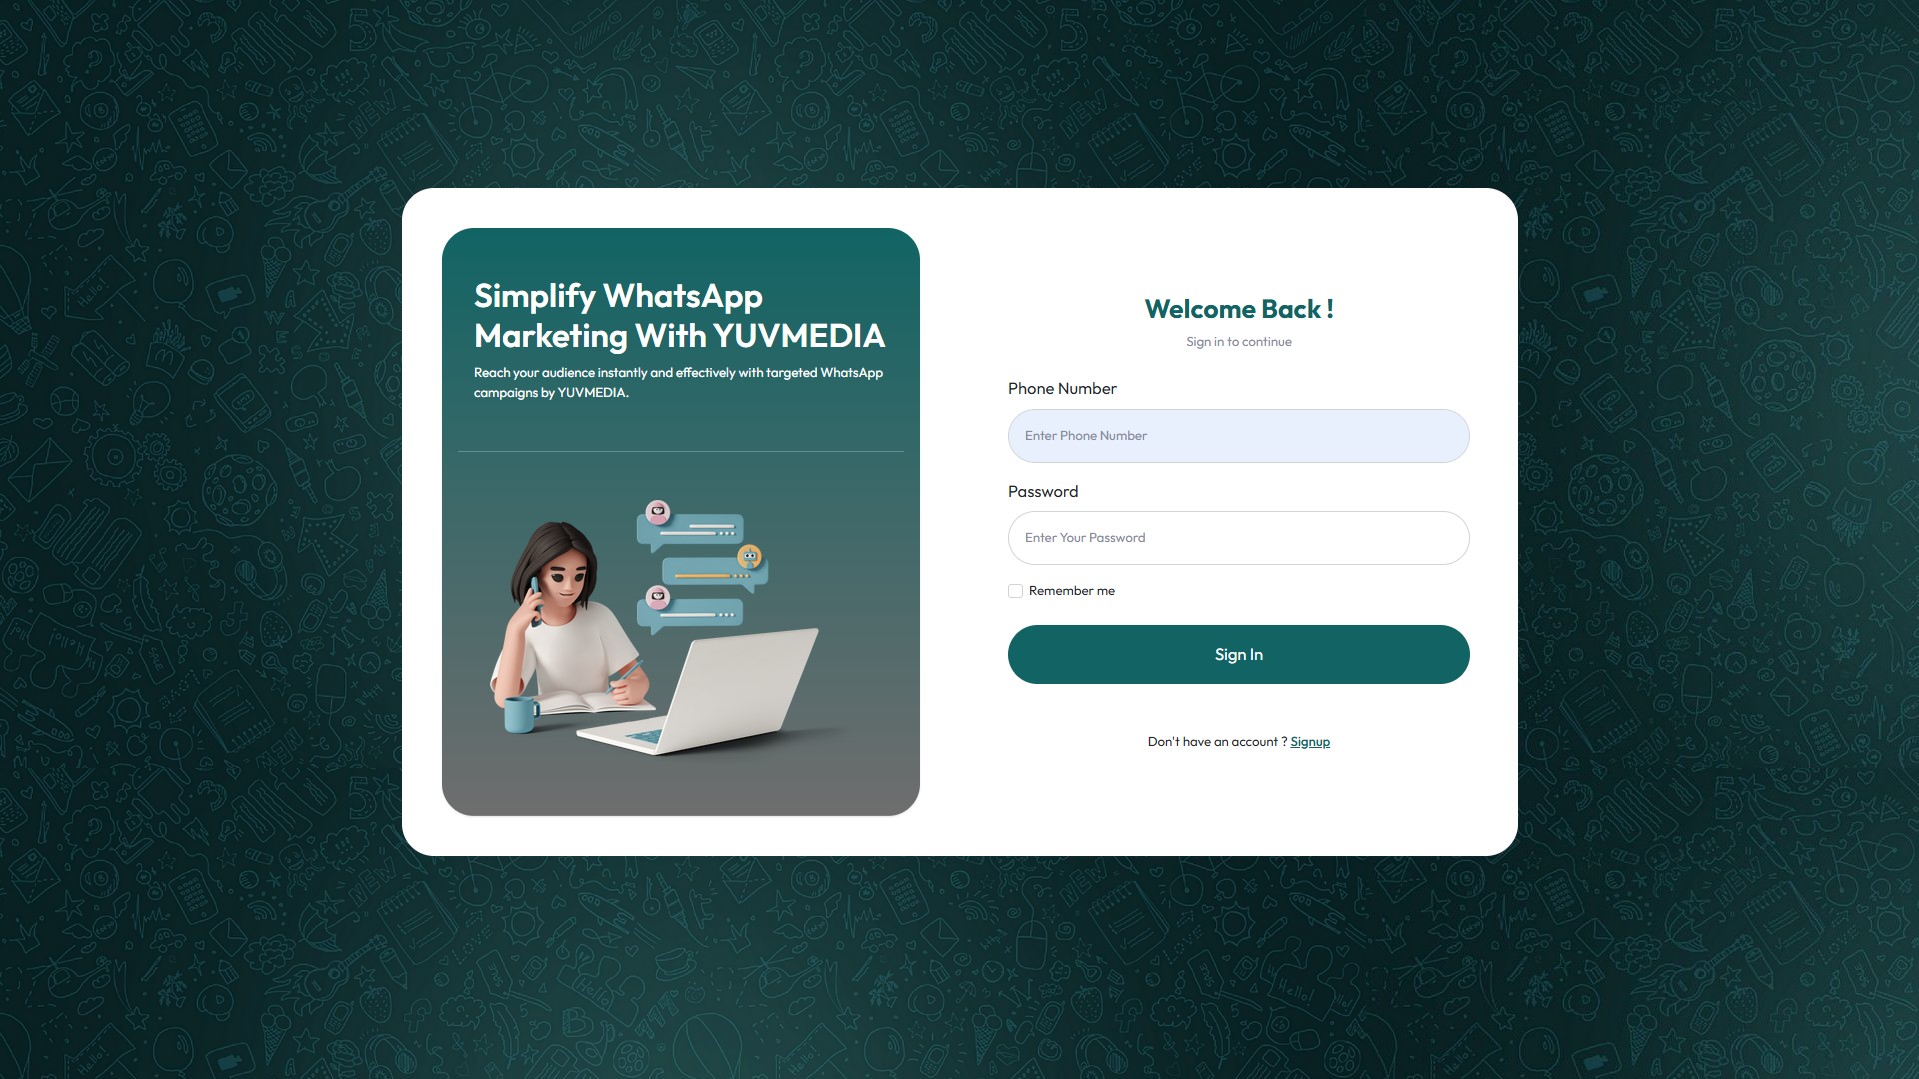 Simplify WhatsApp
Marketing With YUVMEDIA
Reach your audience instantly and effectively with targeted WhatsApp
campaigns by YUVMEDIA.
Welcome Back !
Sign in to continue
Phone Number
Enter Phone Number
Password
Enter Your Password
Remember me
Sign In
Don't have an account ? Signup